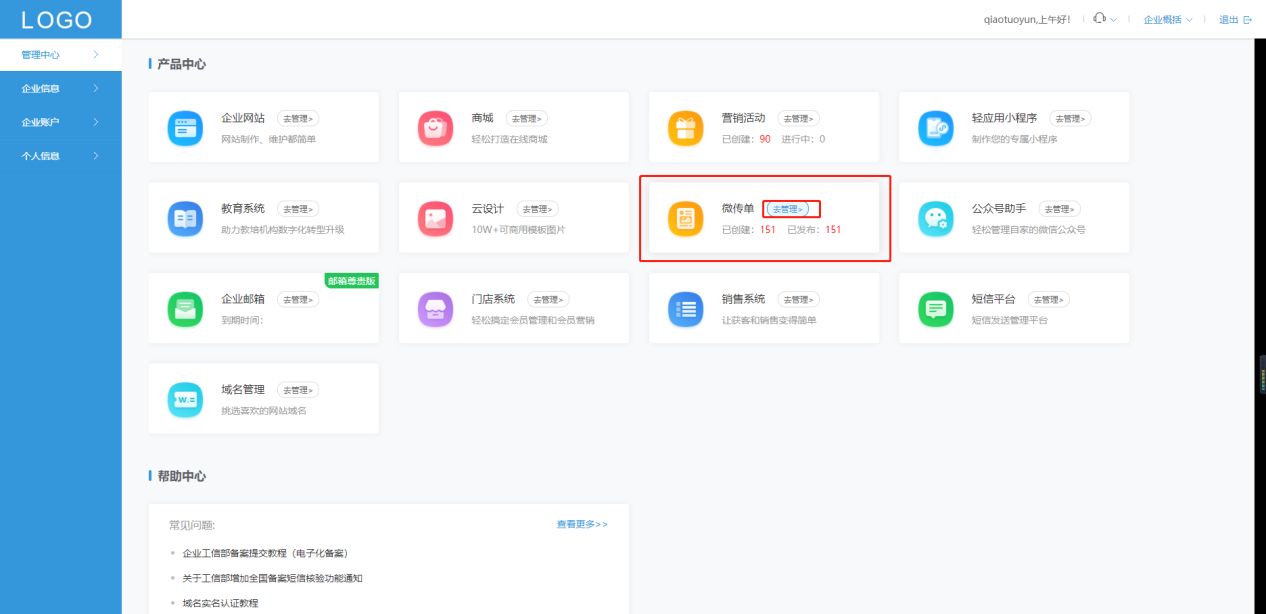 LOGO
qiaotuoyun,上午好!
企业概括
退出
管理中心
企业信息
企业账户
个人信息
产品中心
企业网站 去管理>
网站制作、维护都简单
商城 去管理>
轻松打造在线商城
营销活动 去管理>
已创建：90 进行中：0
轻应用小程序 去管理>
制作您的专属小程序
教育系统 去管理>
助力教培机构数字化转型升级
云设计 去管理>
10W+可商用模板图片
微传单 去管理>
已创建：151 已发布：151
公众号助手 去管理>
轻松管理自家的微信公众号
邮箱尊贵版
企业邮箱 去管理>
到期时间：
门店系统 去管理>
轻松搞定会员管理和会员营销
销售系统 去管理>
让获客和销售变得简单
短信平台 去管理>
短信发送管理平台
w.=
域名管理 去管理>
挑选喜欢的网站域名
帮助中心
常见问题: 查看更多>>
企业工信部备案提交教程（电子化备案）
关于工信部增加全国备案短信核验功能通知
域名实名认证教程